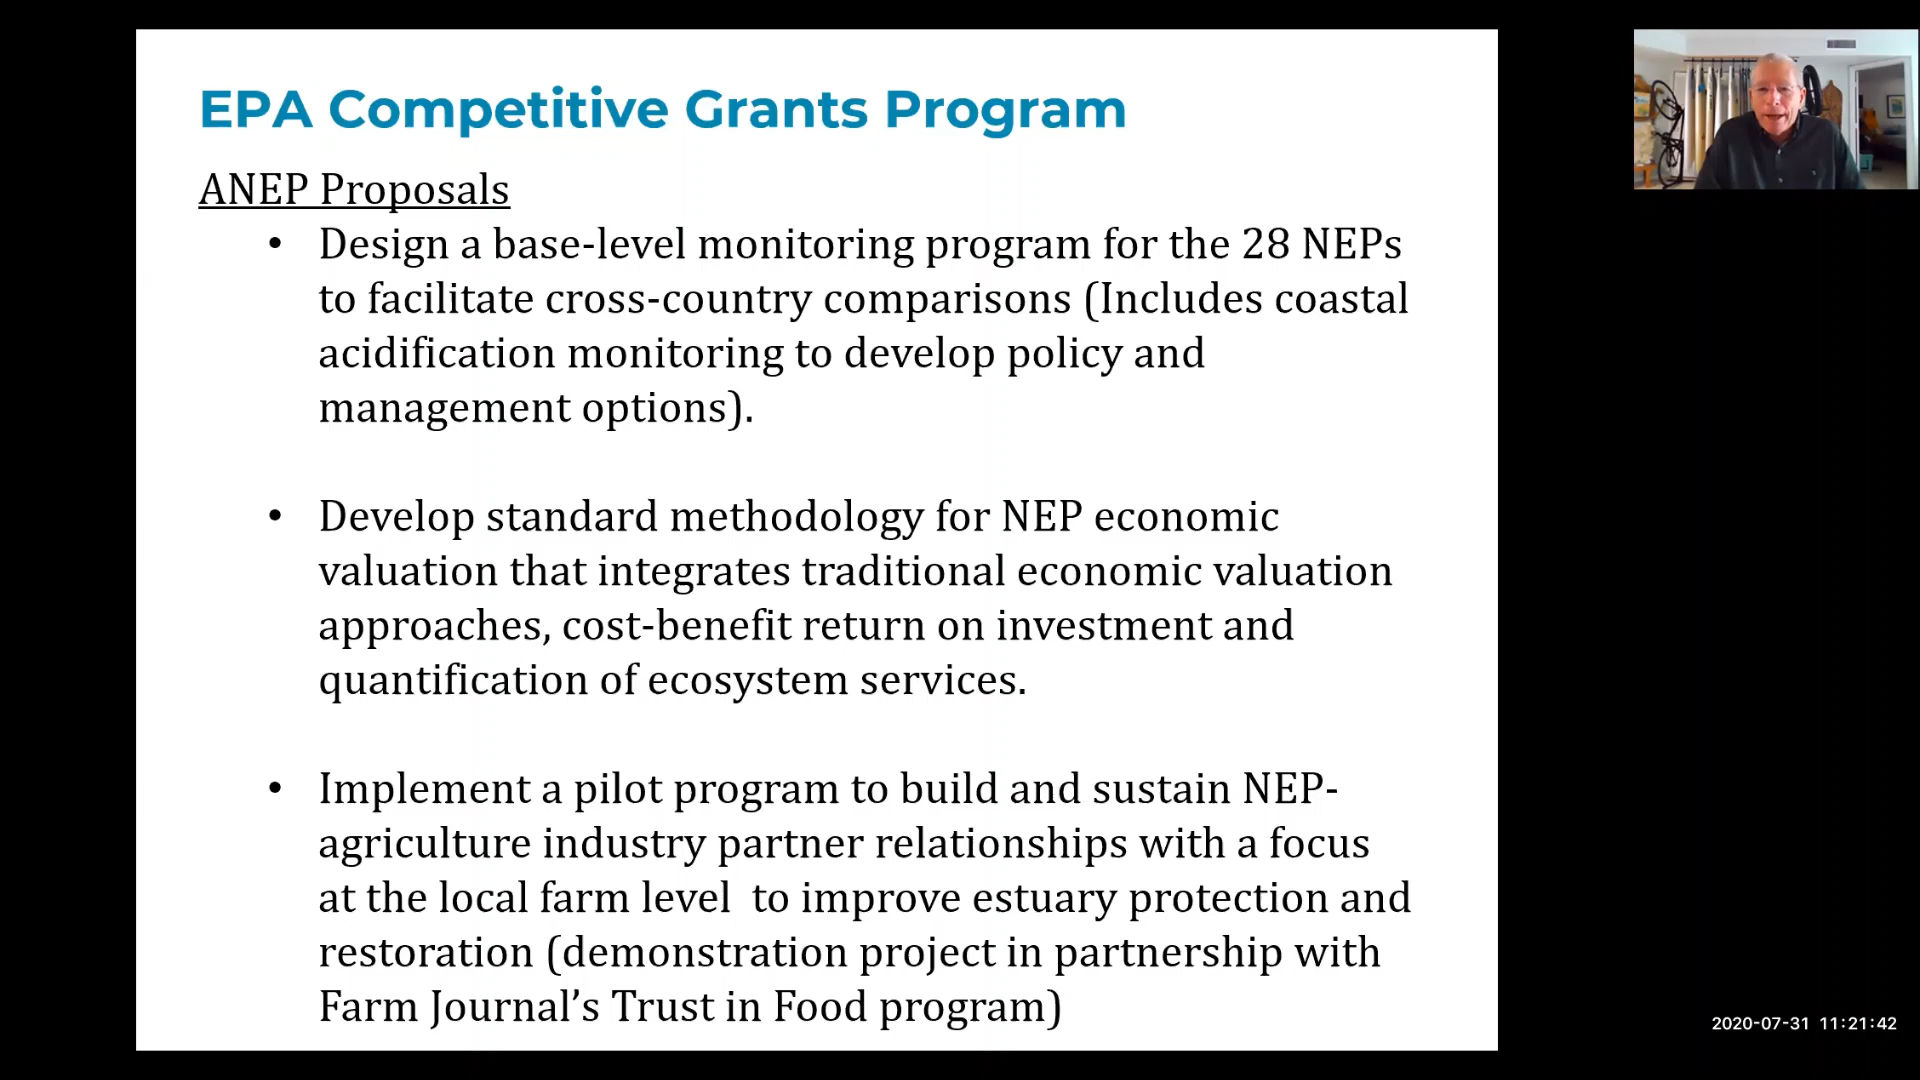 EPA Competitive Grants Program
ANEP Proposals
• Design a base-level monitoring program for the 28 NEPs
to facilitate cross-country comparisons (Includes coastal
acidification monitoring to develop policy and
management options).
• Develop standard methodology for NEP economic
valuation that integrates traditional economic valuation
approaches, cost-benefit return on investment and
quantification of ecosystem services.
• Implement a pilot program to build and sustain NEP-
agriculture industry partner relationships with a focus
at the local farm level  to improve estuary protection and
restoration (demonstration project in partnership with
Farm Journal’s Trust in Food program)
2020-07-31 11:21:42